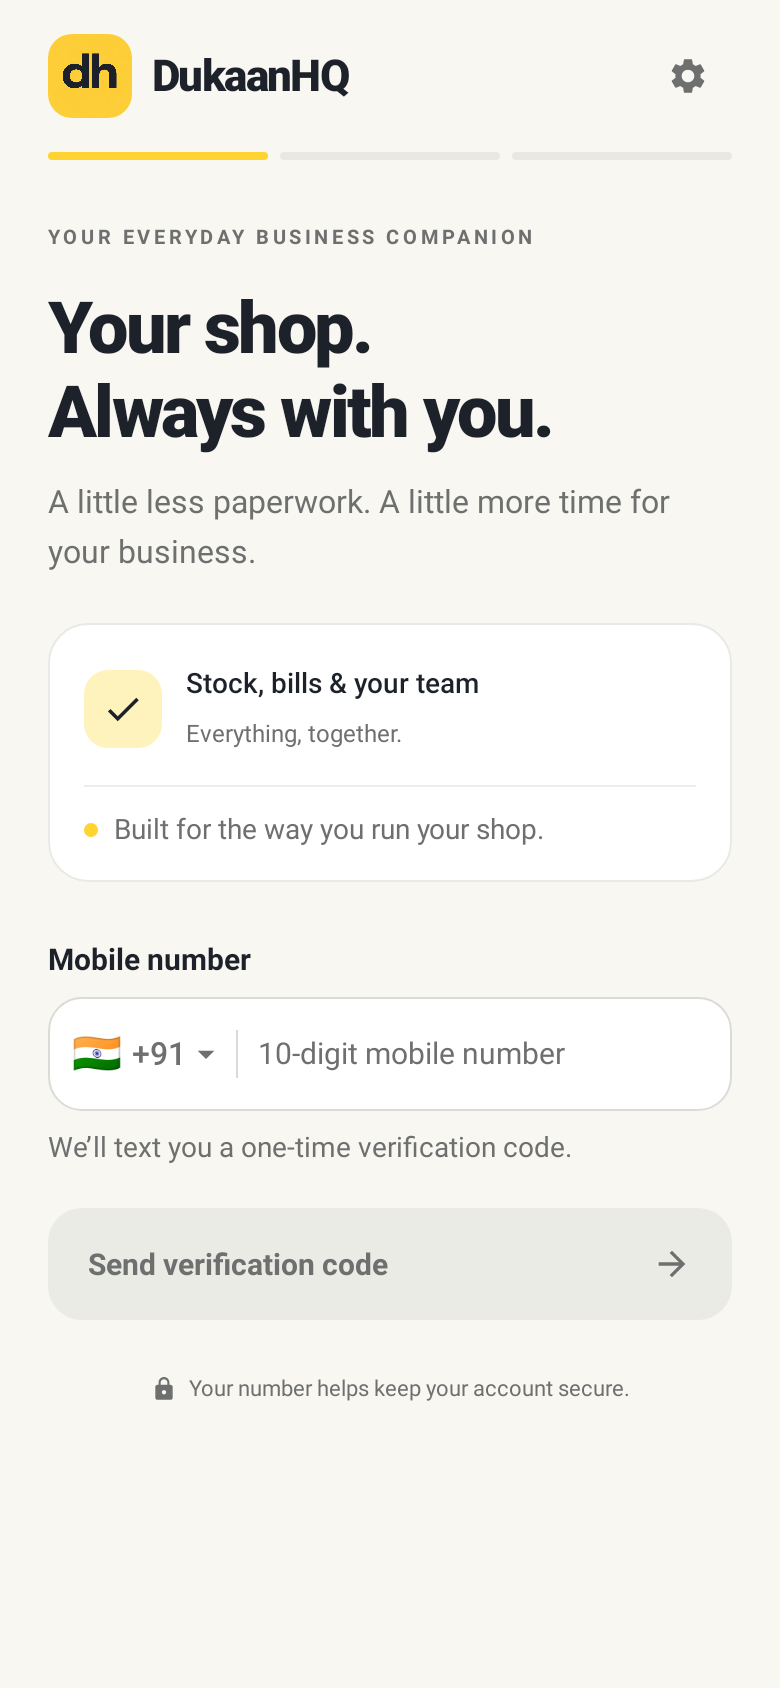 dh DukaanHQ
YOUR EVERYDAY BUSINESS COMPANION
Your shop.
Always with you.
A little less paperwork. A little more time for
your business.
Stock, bills & your team
Everything, together.
Built for the way you run your shop.
Mobile number
+91 10-digit mobile number
We’ll text you a one-time verification code.
Send verification code
Your number helps keep your account secure.